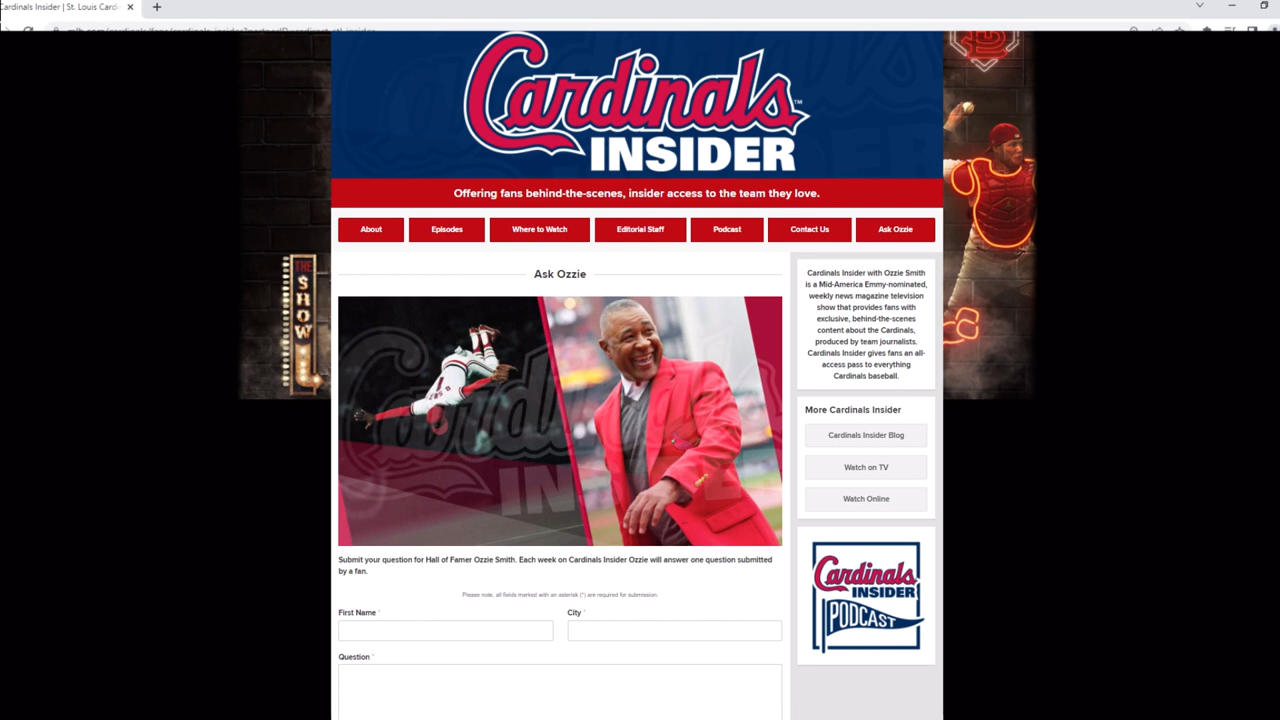 Cardinals Insider | St. Louis Card
Cardinals
INSIDER
Offering fans behind-the-scenes, insider access to the team they love.
About
Episodes
Where to Watch
Editorial Staff
Podcast
Contact Us
Ask Ozzie
THE
SHOW
Ask Ozzie
Submit your question for Hall of Famer Ozzie Smith. Each week on Cardinals Insider Ozzie will answer one question submitted
by a fan.
Please note, all fields marked with an asterisk (*) are required for submission.
First Name *
City *
Question *
Cardinals Insider with Ozzie Smith
is a Mid-America Emmy-nominated,
weekly news magazine television
show that provides fans with
exclusive, behind-the-scenes
content about the Cardinals,
produced by team journalists.
Cardinals Insider gives fans an all-
access pass to everything
Cardinals baseball.
More Cardinals Insider
Cardinals Insider Blog
Watch on TV
Watch Online
Cardinals
INSIDER
PODCAST